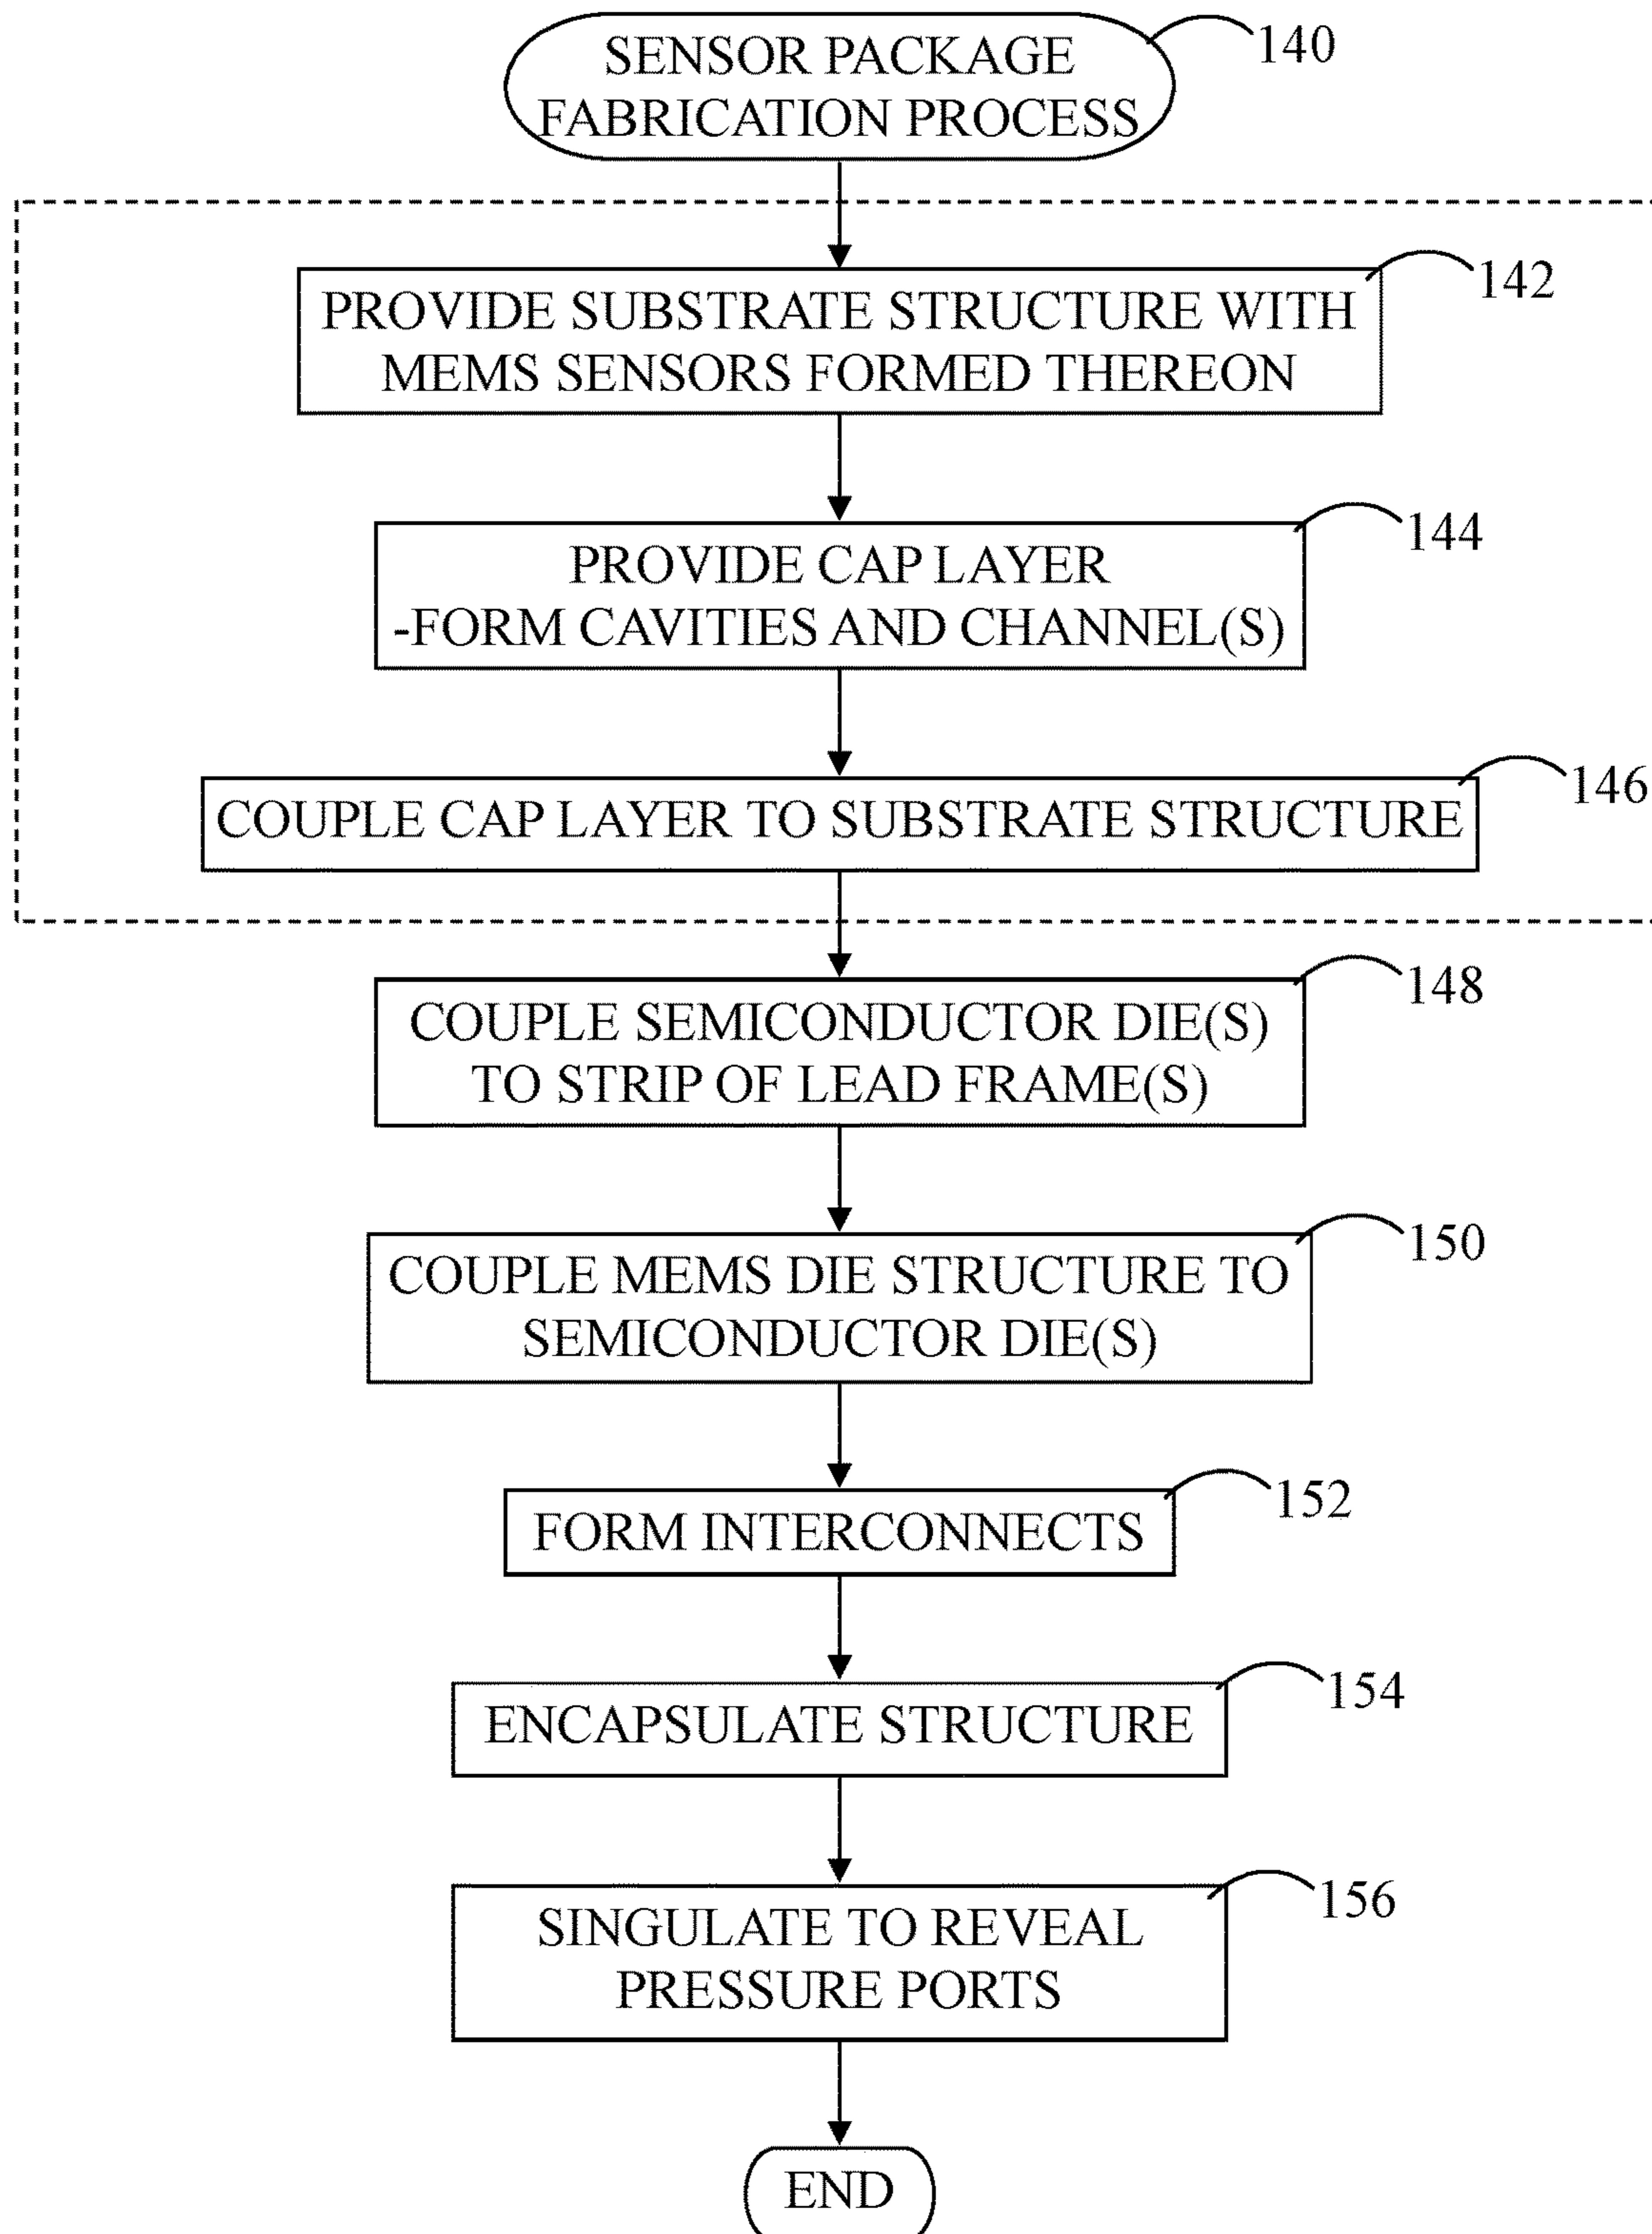 SENSOR PACKAGE
FABRICATION PROCESS
140
PROVIDE SUBSTRATE STRUCTURE WITH
MEMS SENSORS FORMED THEREON
142
PROVIDE CAP LAYER
-FORM CAVITIES AND CHANNEL(S)
144
COUPLE CAP LAYER TO SUBSTRATE STRUCTURE
146
COUPLE SEMICONDUCTOR DIE(S)
TO STRIP OF LEAD FRAME(S)
148
COUPLE MEMS DIE STRUCTURE TO
SEMICONDUCTOR DIE(S)
150
FORM INTERCONNECTS
152
ENCAPSULATE STRUCTURE
154
SINGULATE TO REVEAL
PRESSURE PORTS
156
END